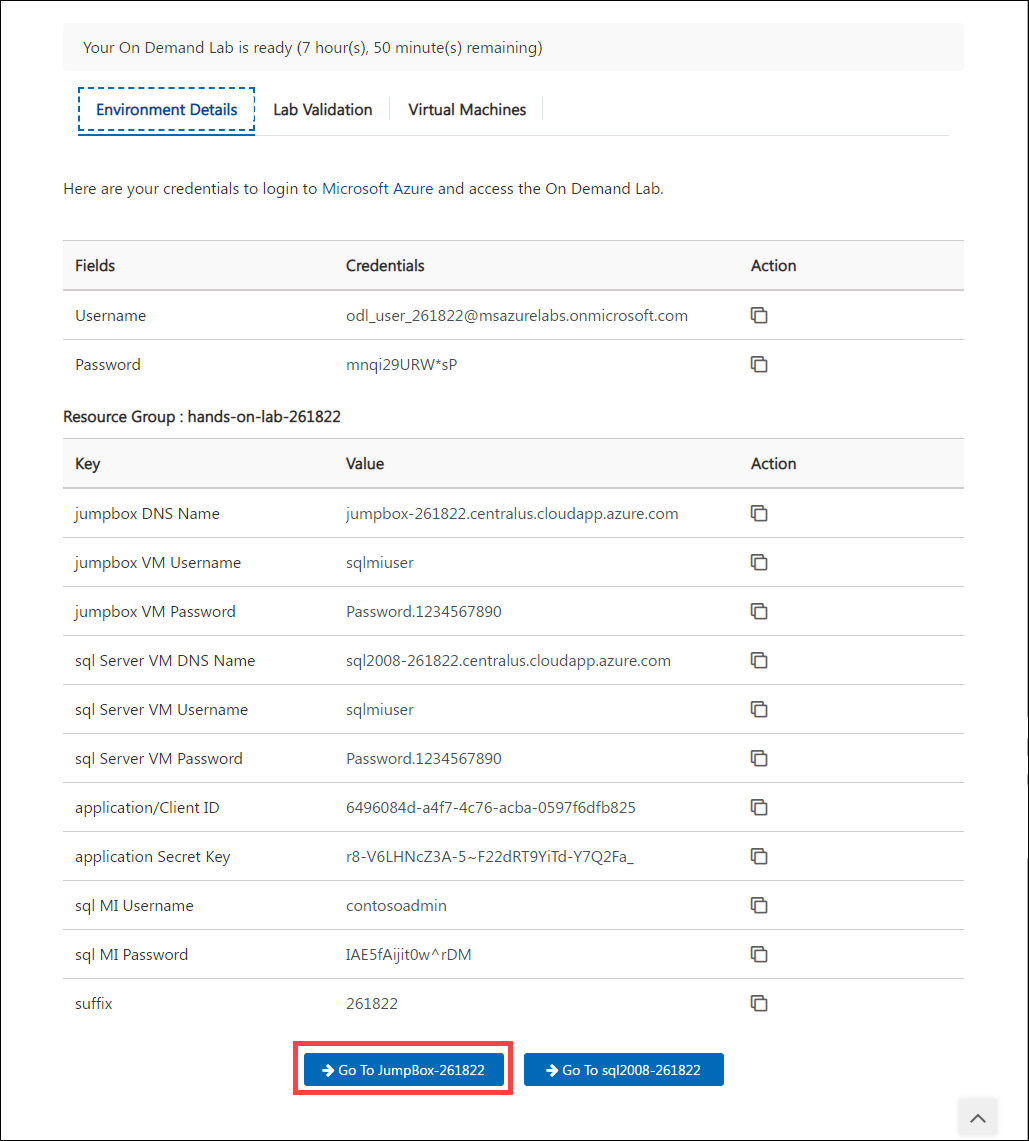 Your On Demand Lab is ready (7 hour(s), 50 minute(s) remaining)
Environment Details Lab Validation Virtual Machines
Here are your credentials to login to Microsoft Azure and access the On Demand Lab.
Fields Credentials Action
Username odl_user_261822@msazurelabs.onmicrosoft.com
Password mnqi29URW*sP
Resource Group : hands-on-lab-261822
Key Value Action
jumpbox DNS Name jumpbox-261822.centralus.cloudapp.azure.com
jumpbox VM Username sqlmiuser
jumpbox VM Password Password.1234567890
sql Server VM DNS Name sql2008-261822.centralus.cloudapp.azure.com
sql Server VM Username sqlmiuser
sql Server VM Password Password.1234567890
application/Client ID 6496084d-a4f7-4c76-acba-0597f6dfb825
application Secret Key r8-V6LHNcZ3A-5~F22dRT9YiTd-Y7Q2Fa_
sql MI Username contosoadmin
sql MI Password IAE5fAijit0w^rDM
suffix 261822
Go To JumpBox-261822 Go To sql2008-261822